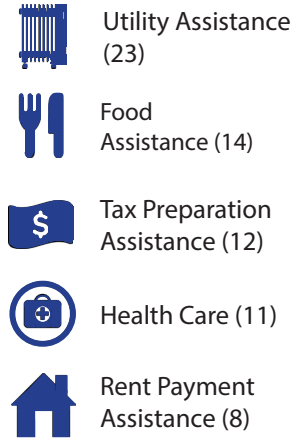 Utility Assistance
(23)
Food
Assistance (14)
$
Tax Preparation
Assistance (12)
Health Care (11)
Rent Payment
Assistance (8)